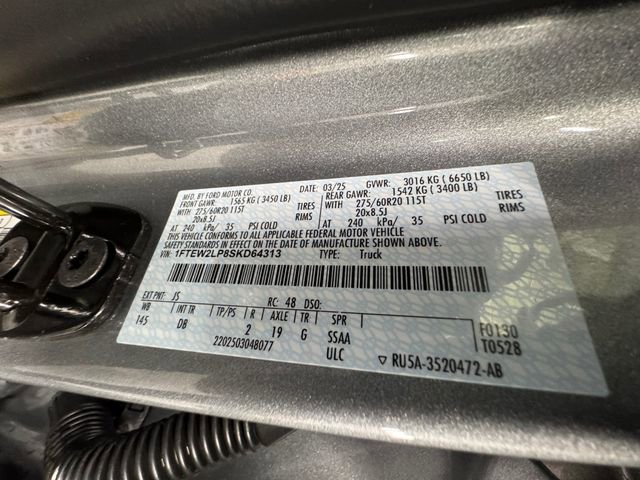 MFD. BY FORD MOTOR CO.
03/25 GVWR: 3016 KG ( 6650 LB)
FRONT GAWR: 1565 KG ( 3450 LB) REAR GAWR: 1542 KG ( 3400 LB)
WITH 275/60R20 115T TIRES WITH 275/60R20 115T TIRES
20x8.5J RIMS 20x8.5J RIMS
AT 240 kPa/ 35 PSI COLD AT 240 kPa/ 35 PSI COLD
THIS VEHICLE CONFORMS TO ALL APPLICABLE FEDERAL MOTOR VEHICLE
SAFETY STANDARDS IN EFFECT ON THE DATE OF MANUFACTURE SHOWN ABOVE.
VIN: 1FTEW2LP8SKD64313 TYPE: Truck
EXT PNT: JS RC: 48 DSO:
WB INT TR TP/PS R AXLE TR SPR
145 DB 2 19 G SSAA
2202503048077 ULC
F0130
T0528
RU5A-3520472-AB